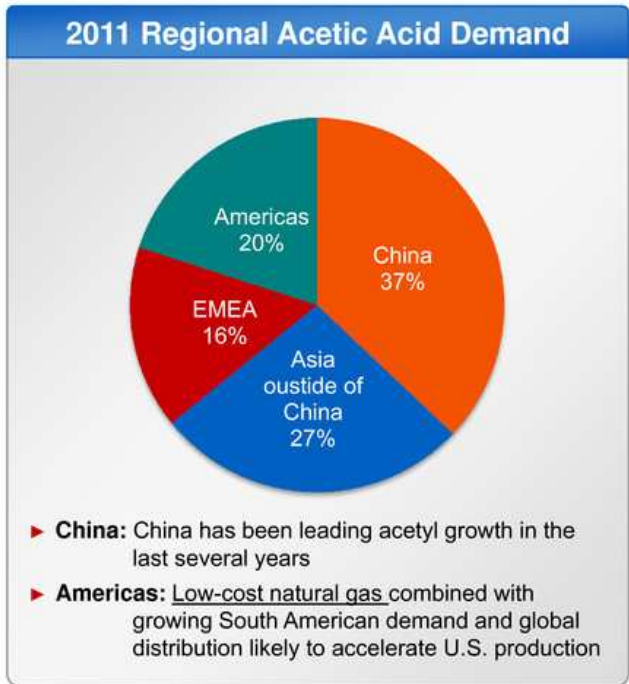 2011 Regional Acetic Acid Demand
Americas
20%
China
37%
EMEA
16%
Asia
oustide of
China
27%
► China: China has been leading acetyl growth in the
last several years
► Americas: Low-cost natural gas combined with
growing South American demand and global
distribution likely to accelerate U.S. production